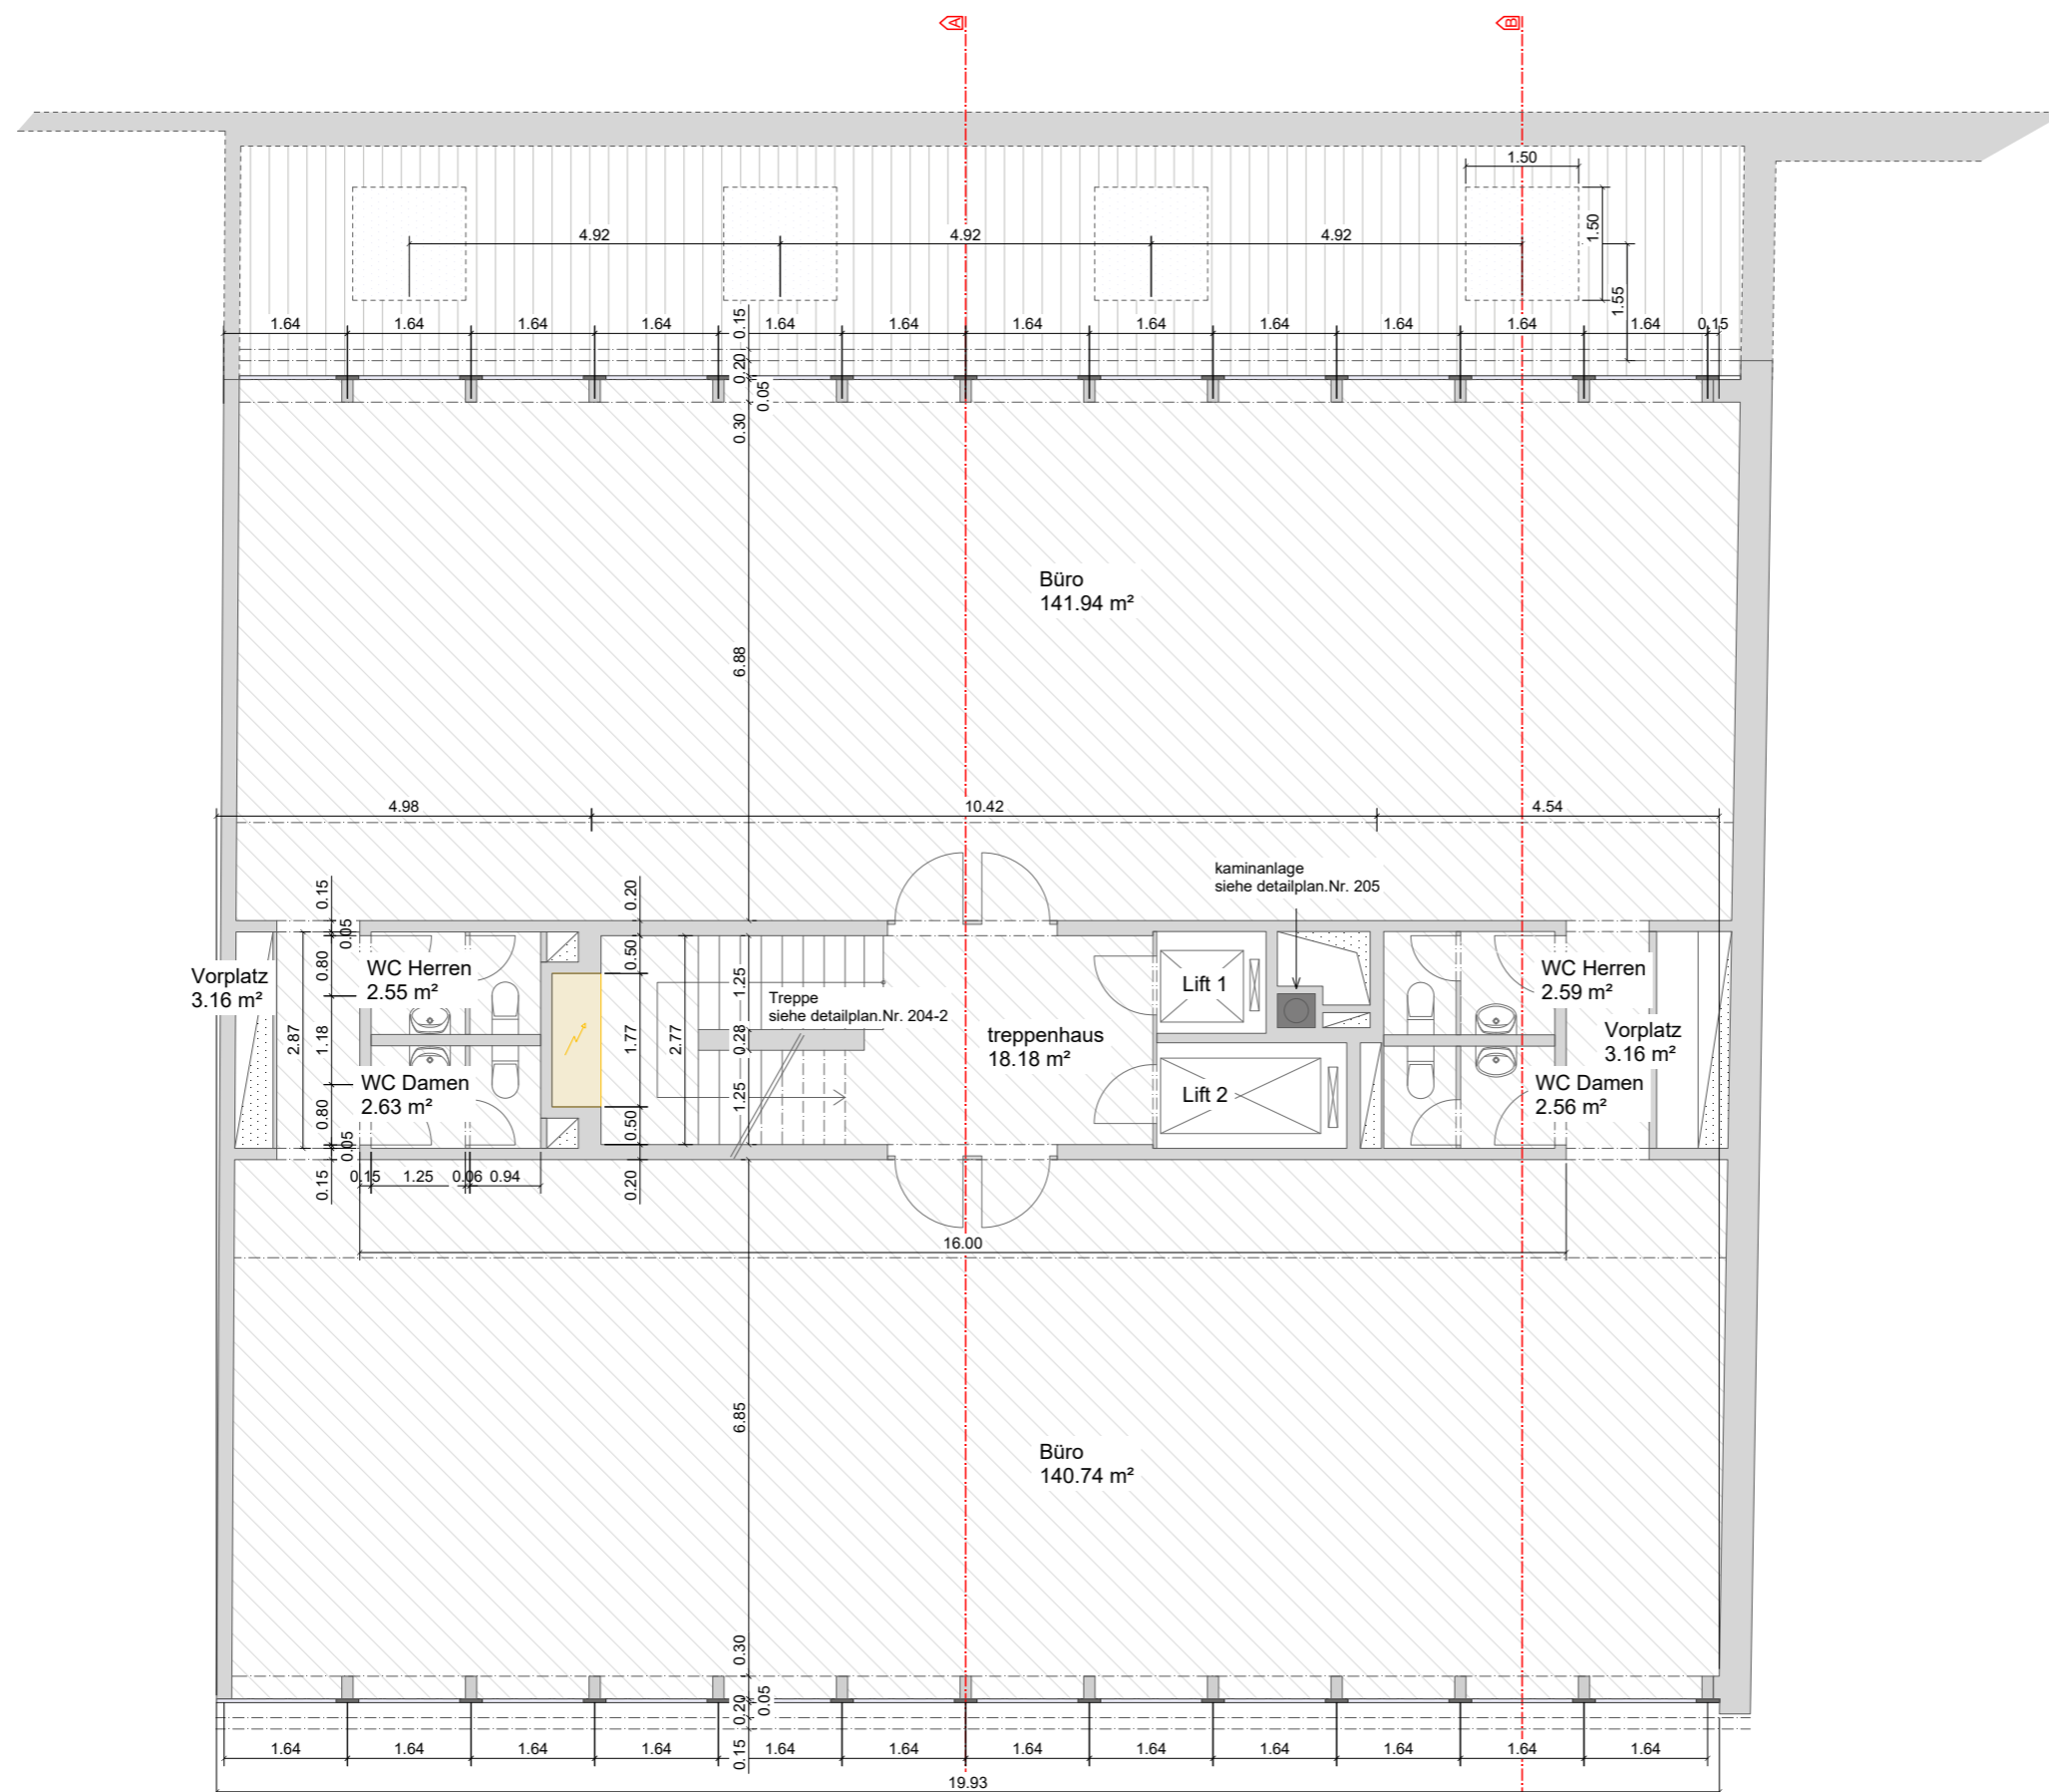 A
B
1.50
1.50
4.92
4.92
4.92
1.55
1.64
1.64
1.64
1.64
0.15
1.64
1.64
1.64
1.64
1.64
1.64
1.64
1.64
0.15
0.20
0.05
0.30
Büro
141.94 m²
6.88
4.98
10.42
4.54
kaminanlage
siehe detailplan.Nr. 205
0.15
0.20
0.05
0.50
0.80
WC Herren
2.55 m²
Vorplatz
3.16 m²
1.25
Treppe
siehe detailplan.Nr. 204-2
Lift 1
WC Herren
2.59 m²
2.87
1.18
1.77
2.77
0.28
treppenhaus
18.18 m²
Vorplatz
3.16 m²
WC Damen
2.63 m²
0.80
1.25
Lift 2
WC Damen
2.56 m²
0.50
0.05
0.15
0.15
1.25
0.06
0.94
0.20
16.00
6.85
Büro
140.74 m²
0.30
0.05
0.20
0.15
1.64
1.64
1.64
1.64
1.64
1.64
1.64
1.64
1.64
1.64
1.64
1.64
19.93